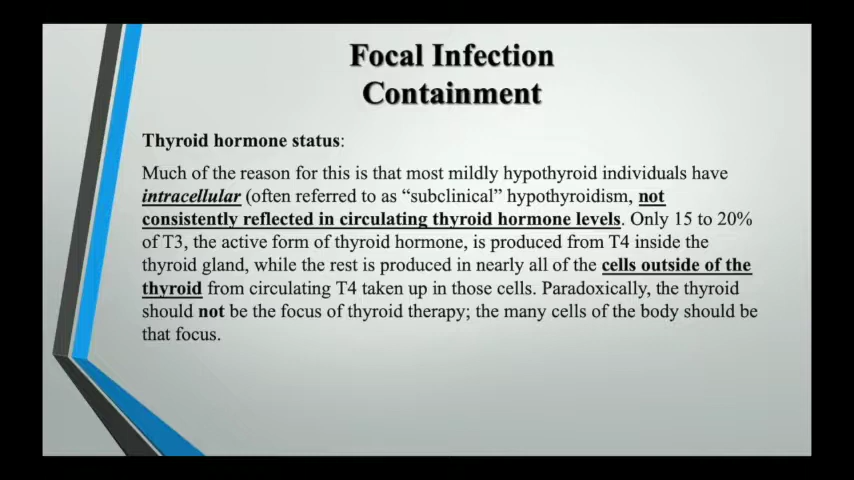 Focal Infection
Containment
Thyroid hormone status:
Much of the reason for this is that most mildly hypothyroid individuals have
intracellular (often referred to as “subclinical” hypothyroidism, not
consistently reflected in circulating thyroid hormone levels. Only 15 to 20%
of T3, the active form of thyroid hormone, is produced from T4 inside the
thyroid gland, while the rest is produced in nearly all of the cells outside of the
thyroid from circulating T4 taken up in those cells. Paradoxically, the thyroid
should not be the focus of thyroid therapy; the many cells of the body should be
that focus.